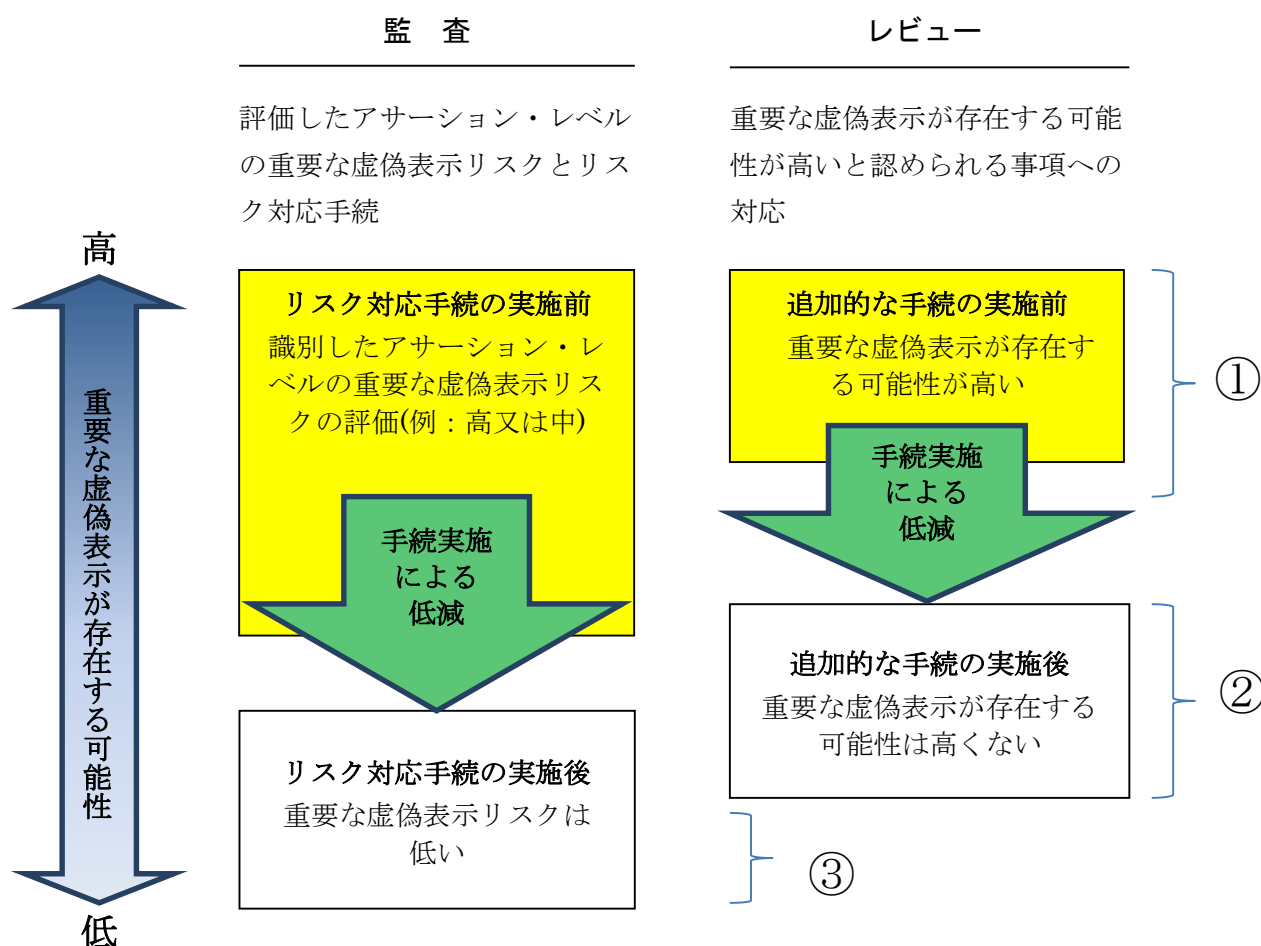 監　査
評価したアサーション・レベル
の重要な虚偽表示リスクとリス
ク対応手続
レビュー
重要な虚偽表示が存在する可能
性が高いと認められる事項への
対応
高
重要な虚偽表示が存在する可能性
低
リスク対応手続の実施前
識別したアサーション・レ
ベルの重要な虚偽表示リス
クの評価(例：高又は中)
手続実施
による
低減
リスク対応手続の実施後
重要な虚偽表示リスクは
低い
追加的な手続の実施前
重要な虚偽表示が存在す
る可能性が高い
手続実施
による
低減
追加的な手続の実施後
重要な虚偽表示が存在する
可能性は高くない
①
②
③